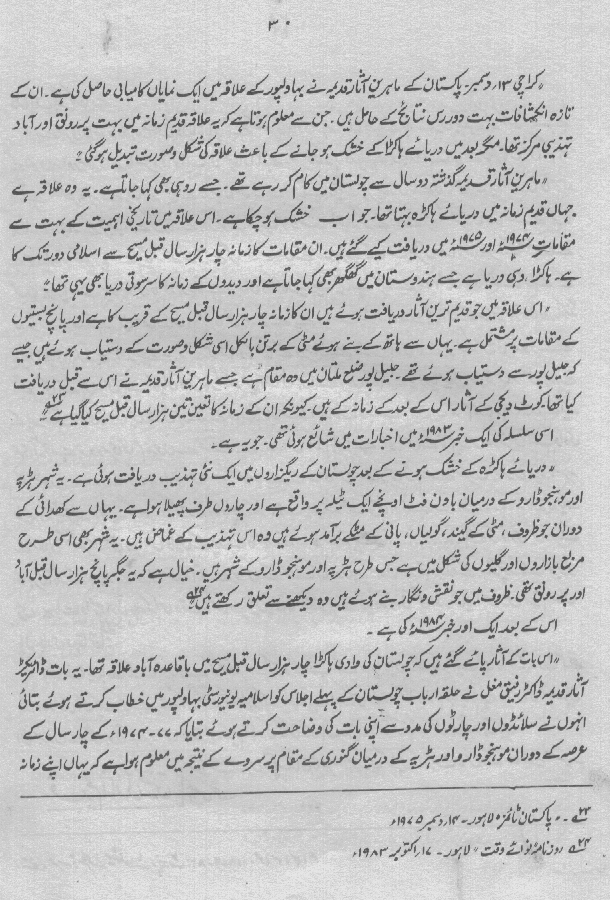 ۳۰
"کراچی ۱۳؍ دسمبر۔ پاکستان کے ماہرینِ آثار قدیمہ نے بہاولپور کے علاقہ میں ایک نمایاں کامیابی حاصل کی ہے۔ ان کے
تازہ انکشافات بہت دور رس نتائج کے حامل ہیں۔ جن سے معلوم ہوتا ہے کہ یہ علاقہ قدیم زمانہ میں بہت پر رونق اور آباد
تہذیبی مرکز تھا۔ مگر بعد میں دریائے ہاکڑا کے خشک ہو جانے کے باعث علاقہ کی شکل و صورت تبدیل ہو گئی"
"ماہرین آثار قدیمہ گذشتہ دو سال سے چولستان میں کام کر رہے تھے۔ جسے روہی بھی کہا جاتا ہے۔ یہ وہ علاقہ ہے
جہاں قدیم زمانہ میں دریائے ہاکڑہ بہتا تھا۔ جو اب خشک ہو چکا ہے۔ اس علاقہ میں تاریخی اہمیت کے بہت سے
مقامات ۱۹۷۴ء اور ۱۹۷۵ء میں دریافت کیے گئے ہیں۔ ان مقامات کا زمانہ چار ہزار سال قبل مسیح سے اسلامی دور تک کا
ہے۔ ہاکڑا، وہی دریا ہے جسے ہندوستان میں گھگھر بھی کہا جاتا ہے اور ویدوں کے زمانہ کا سرسوتی دریا بھی یہی تھا"
"اس علاقہ میں جو قدیم ترین آثار دریافت ہوئے ہیں ان کا زمانہ چار ہزار سال قبل مسیح کے قریب کا ہے اور پانچ بستیوں
کے مقامات پر مشتمل ہے۔ یہاں سے ہاتھ کے بنے ہوئے مٹی کے برتن بالکل اسی شکل و صورت کے دستیاب ہوئے ہیں جیسے
کہ جلیل پور سے دستیاب ہوئے تھے۔ جلیل پور ضلع ملتان میں وہ مقام ہے جسے ماہرین آثار قدیمہ نے اس سے قبل دریافت
کیا تھا۔ کوٹ ڈیجی کے آثار اس کے بعد کے زمانہ کے ہیں۔ کیونکہ ان کے زمانہ کا تعین تین ہزار سال قبل مسیح کیا گیا ہے"
اسی سلسلہ کی ایک خبر ۱۹۸۳ء میں اخبارات میں شائع ہوئی تھی۔ جو یہ ہے۔
"دریائے ہاکڑہ کے خشک ہونے کے بعد چولستان کے ریگزاروں میں ایک نئی تہذیب دریافت ہوئی ہے۔ یہ شہر ہڑپہ
اور موہنجوڈارو کے درمیان باون فٹ اونچے ایک ٹیلہ پر واقع ہے اور چاروں طرف پھیلا ہوا ہے۔ یہاں سے کھدائی کے
دوران جو ظروف، مٹی کے گیند، گولیاں، پانی کے مٹکے برآمد ہوئے ہیں وہ اس تہذیب کے غماض ہیں۔ یہ شہر بھی اسی طرح
مربع بازاروں اور گلیوں کی شکل میں ہے جس طرح ہڑپہ اور موہنجوڈارو کے شہر ہیں۔ خیال ہے کہ یہ جگہ پانچ ہزار سال قبل آباد
اور پر رونق تھی۔ ظروف میں جو نقش و نگار بنے ہوئے ہیں وہ دیکھنے سے تعلق رکھتے ہیں"
اس کے بعد ایک اور خبر ۱۹۸۴ء کی ہے۔
"اس بات کے آثار پائے گئے ہیں کہ چولستان کی وادی ہاکڑا چار ہزار سال قبل مسیح میں باقاعدہ آباد علاقہ تھا۔ یہ بات ڈائریکٹر
آثار قدیمہ ڈاکٹر رفیق مغل نے حلقہ ارباب چولستان کے پہلے اجلاس کو اسلامیہ یونیورسٹی بہاولپور میں خطاب کرتے ہوئے بتائی
انہوں نے سلائڈوں اور چارٹوں کی مدد سے اپنی بات کی وضاحت کرتے ہوئے بتایا کہ ۷۷-۱۹۷۴ء کے چار سال کے
عرصہ کے دوران موہنجوڈارو اور ہڑپہ کے درمیان گنوری کے مقام پر سروے کے نتیجہ میں معلوم ہوا ہے کہ یہاں اپنے زمانہ
۲۳ـ "پاکستان ٹائمز" لاہور۔ ۱۴؍ دسمبر ۱۹۷۵ء
۲۴ـ روزنامہ "نوائے وقت" لاہور۔ ۱۷؍ اکتوبر ۱۹۸۳ء